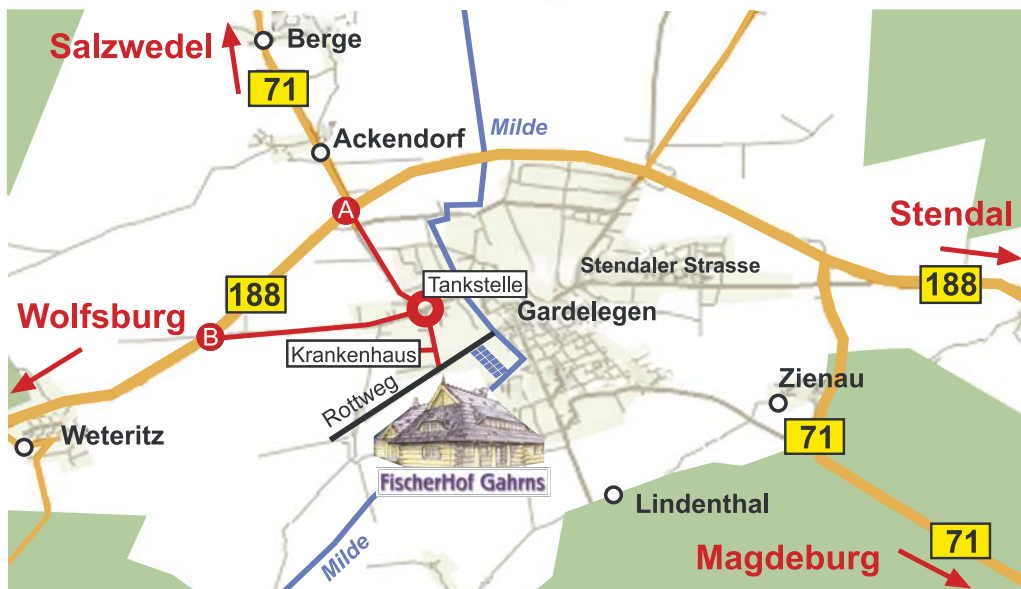 Salzwedel
Berge
71
Ackendorf
Milde
A
Stendal
Stendaler Strasse
188
Tankstelle
188
Gardelegen
Wolfsburg
B
Krankenhaus
Rottweg
Zienau
71
Weteritz
FischerHof Gahrns
Lindenthal
71
Milde
Magdeburg